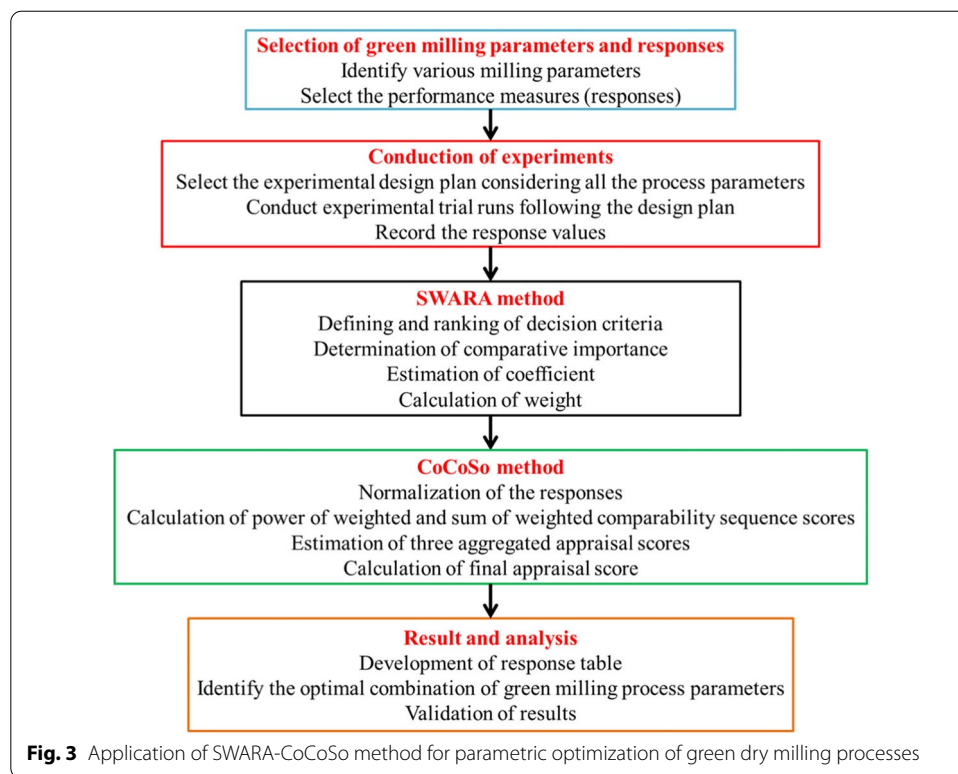 Selection of green milling parameters and responses
Identify various milling parameters
Select the performance measures (responses)
Conduction of experiments
Select the experimental design plan considering all the process parameters
Conduct experimental trial runs following the design plan
Record the response values
SWARA method
Defining and ranking of decision criteria
Determination of comparative importance
Estimation of coefficient
Calculation of weight
CoCoSo method
Normalization of the responses
Calculation of power of weighted and sum of weighted comparability sequence scores
Estimation of three aggregated appraisal scores
Calculation of final appraisal score
Result and analysis
Development of response table
Identify the optimal combination of green milling process parameters
Validation of results
Fig. 3 Application of SWARA-CoCoSo method for parametric optimization of green dry milling processes